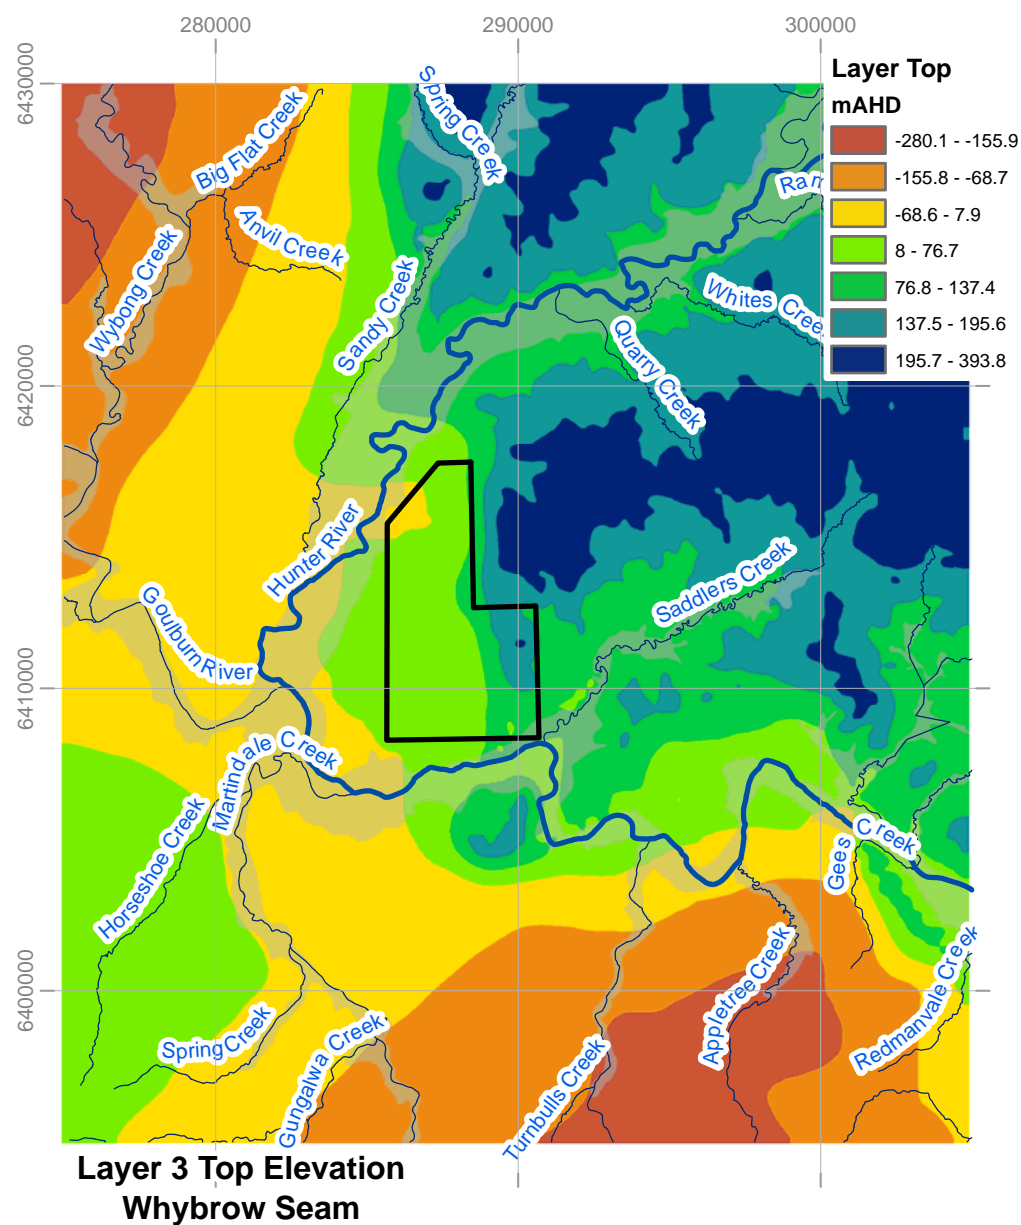 280000
290000
300000
6430000
6420000
6410000
6400000
Layer Top
mAHD
-280.1 - -155.9
-155.8 - -68.7
-68.6 - 7.9
8 - 76.7
76.8 - 137.4
137.5 - 195.6
195.7 - 393.8
Spring Creek
Big Flat Creek
Anvil Creek
Wybong Creek
Sandy Creek
Ram
Whites Cree
Quarry Creek
Hunter River
Saddlers Creek
Goulburn River
Martindale Creek
Horseshoe Creek
Gees Creek
Appletree Creek
Redmanvale Creek
Spring Creek
Gungalwa Creek
Turnbulls Creek
Layer 3 Top Elevation
Whybrow Seam